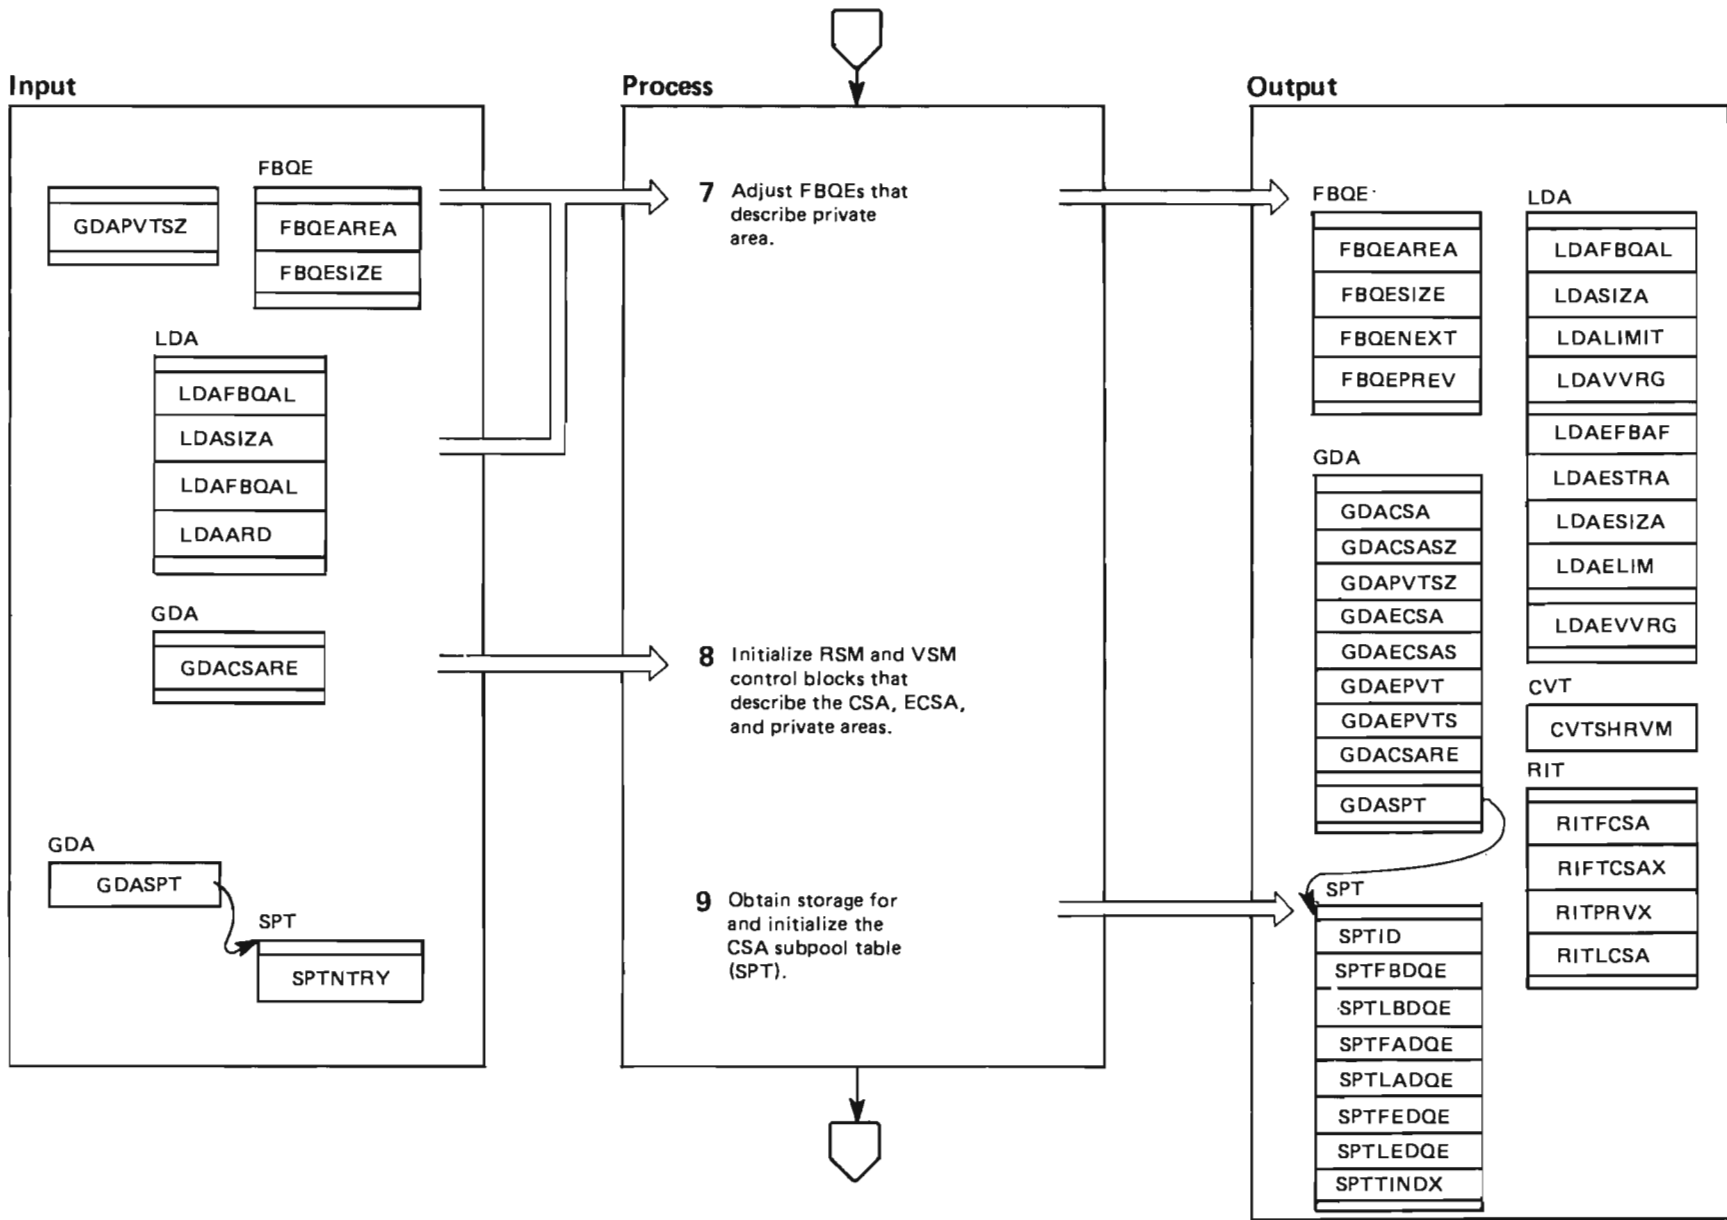 Input
GDAPVTSZ
FBQE
FBQEAREA
FBQESIZE
LDA
LDAFBQAL
LDASIZA
LDAFBQAL
LDAARD
GDA
GDACSARE
GDA
GDASPT
SPT
SPTNTRY
Process
7 Adjust FBQEs that
describe private
area.
8 Initialize RSM and VSM
control blocks that
describe the CSA, ECSA,
and private areas.
9 Obtain storage for
and initialize the
CSA subpool table
(SPT).
Output
FBQE
FBQEAREA
FBQESIZE
FBQENEXT
FBQEPREV
GDA
GDACSA
GDACSASZ
GDAPVTSZ
GDAECSA
GDAECSAS
GDAEPVT
GDAEPVTS
GDACSARE
GDASPT
SPT
SPTID
SPTFBDQE
SPTLBDQE
SPTFADQE
SPTLADQE
SPTFEDQE
SPTLEDQE
SPTTINDX
LDA
LDAFBQAL
LDASIZA
LDALIMIT
LDAVVRG
LDAEFBAF
LDAESTRA
LDAESIZA
LDAELIM
LDAEVVRG
CVT
CVTSHRVM
RIT
RITFCSA
RIFTCSAX
RITPRVX
RITLCSA